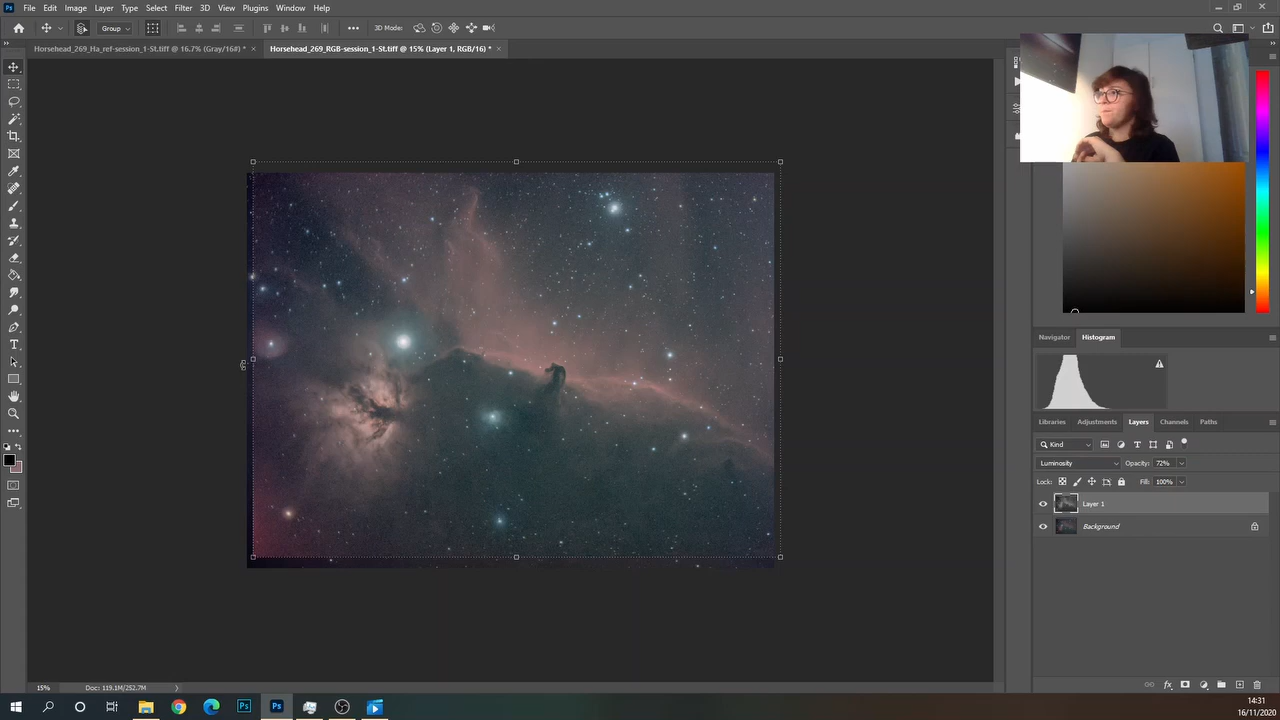 Ps File Edit Image Layer Type Select Filter 3D View Plugins Window Help
Group 3D Mode:
Horsehead_269_Ha_ref-session_1-St.tiff @ 16.7% (Gray/16#) * Horsehead_269_RGB-session_1-St.tiff @ 15% (Layer 1, RGB/16) *
Navigator Histogram
Libraries Adjustments Layers Channels Paths
Kind
Luminosity Opacity: 72%
Lock: Fill: 100%
Layer 1
Background
15% Doc: 119.1M/252.7M
14:31
16/11/2020